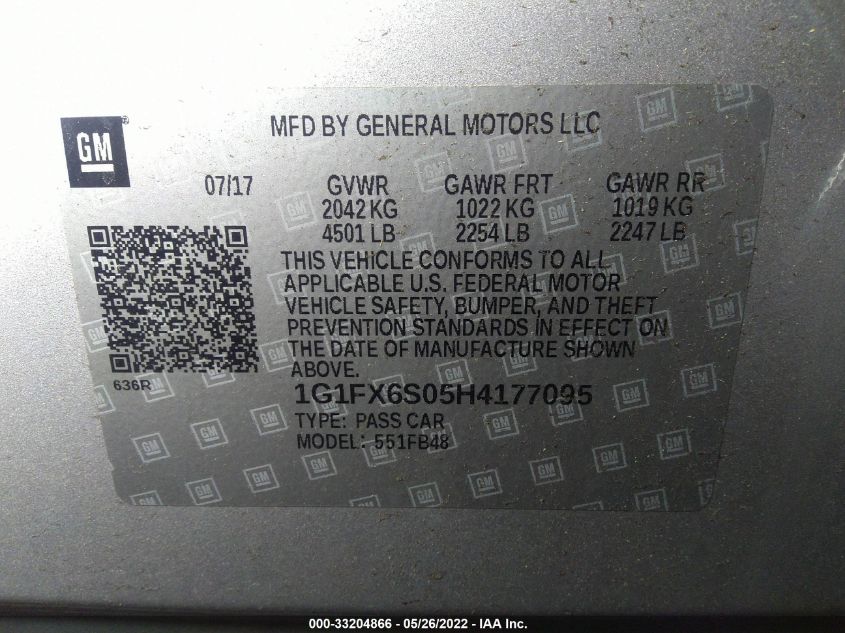 GM
MFD BY GENERAL MOTORS LLC
07/17 GVWR GAWR FRT GAWR RR
2042 KG 1022 KG 1019 KG
4501 LB 2254 LB 2247 LB
THIS VEHICLE CONFORMS TO ALL
APPLICABLE U.S. FEDERAL MOTOR
VEHICLE SAFETY, BUMPER, AND THEFT
PREVENTION STANDARDS IN EFFECT ON
THE DATE OF MANUFACTURE SHOWN
ABOVE.
636R
1G1FX6S05H4177095
TYPE: PASS CAR
MODEL: 551FB48
000-33204866 - 05/26/2022 - IAA Inc.